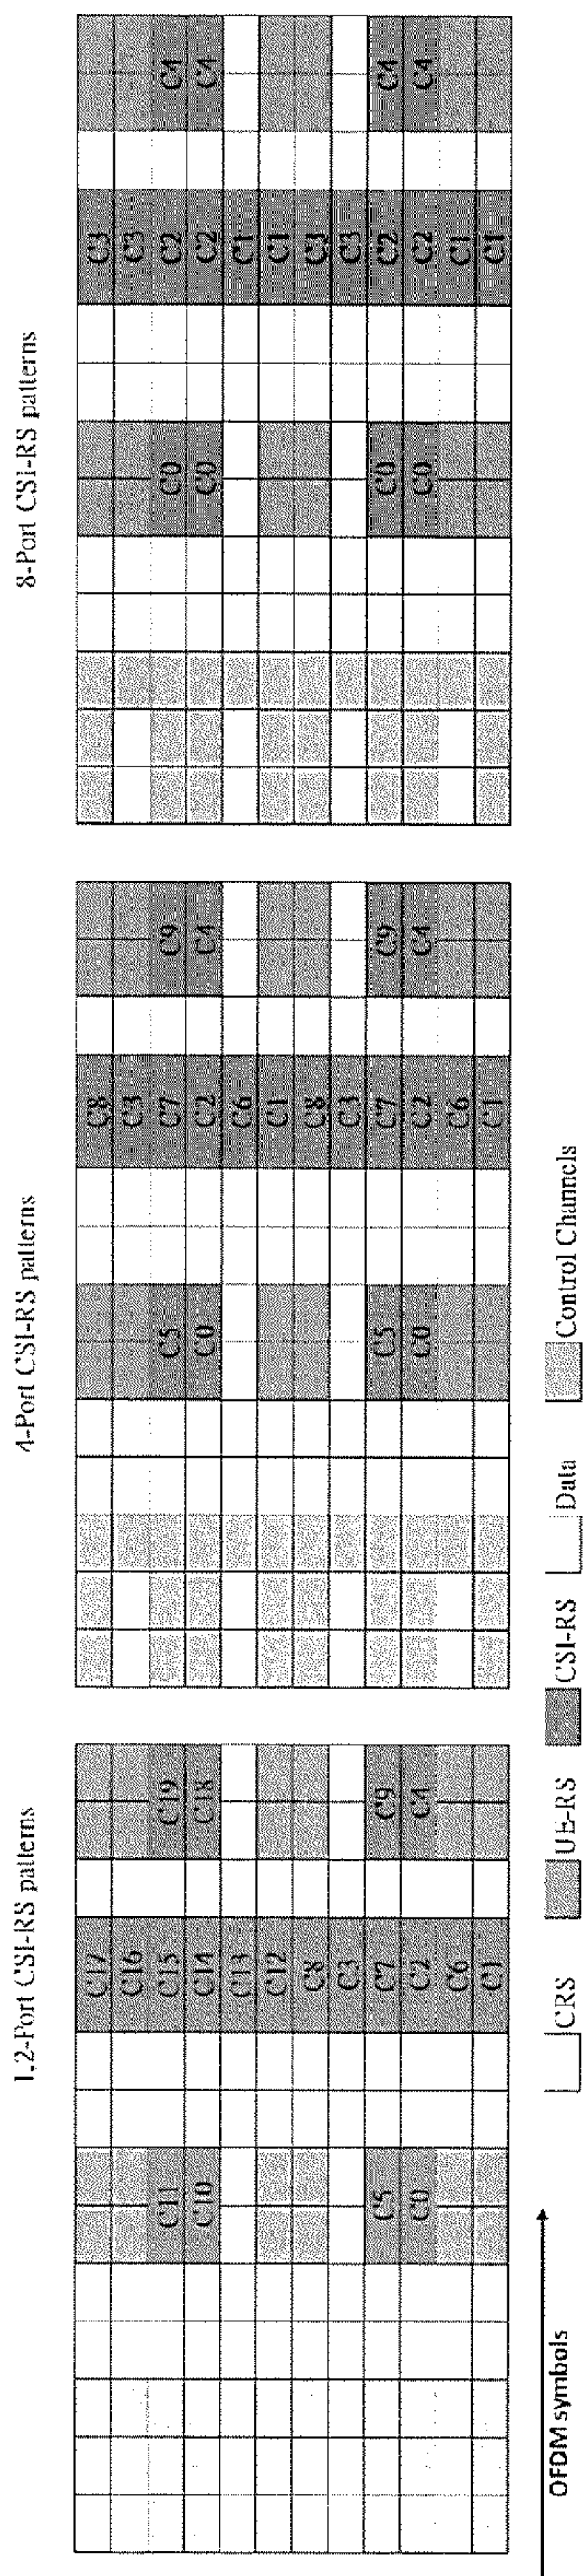 1,2-Port CSI-RS patterns
C17
C16
C11 C15 C19
C10 C14 C18
C13
C12
C8
C3
C5 C7 C9
C0 C2 C4
C6
C1
4-Port CSI-RS patterns
C8
C3
C5 C7 C9
C0 C2 C4
C6
C1
C8
C3
C5 C7 C9
C0 C2 C4
C6
C1
8-Port CSI-RS patterns
C3
C3
C0 C2 C4
C0 C2 C4
C1
C1
C3
C3
C0 C2 C4
C0 C2 C4
C1
C1
OFDM symbols
CRS UE-RS CSI-RS Data Control Channels